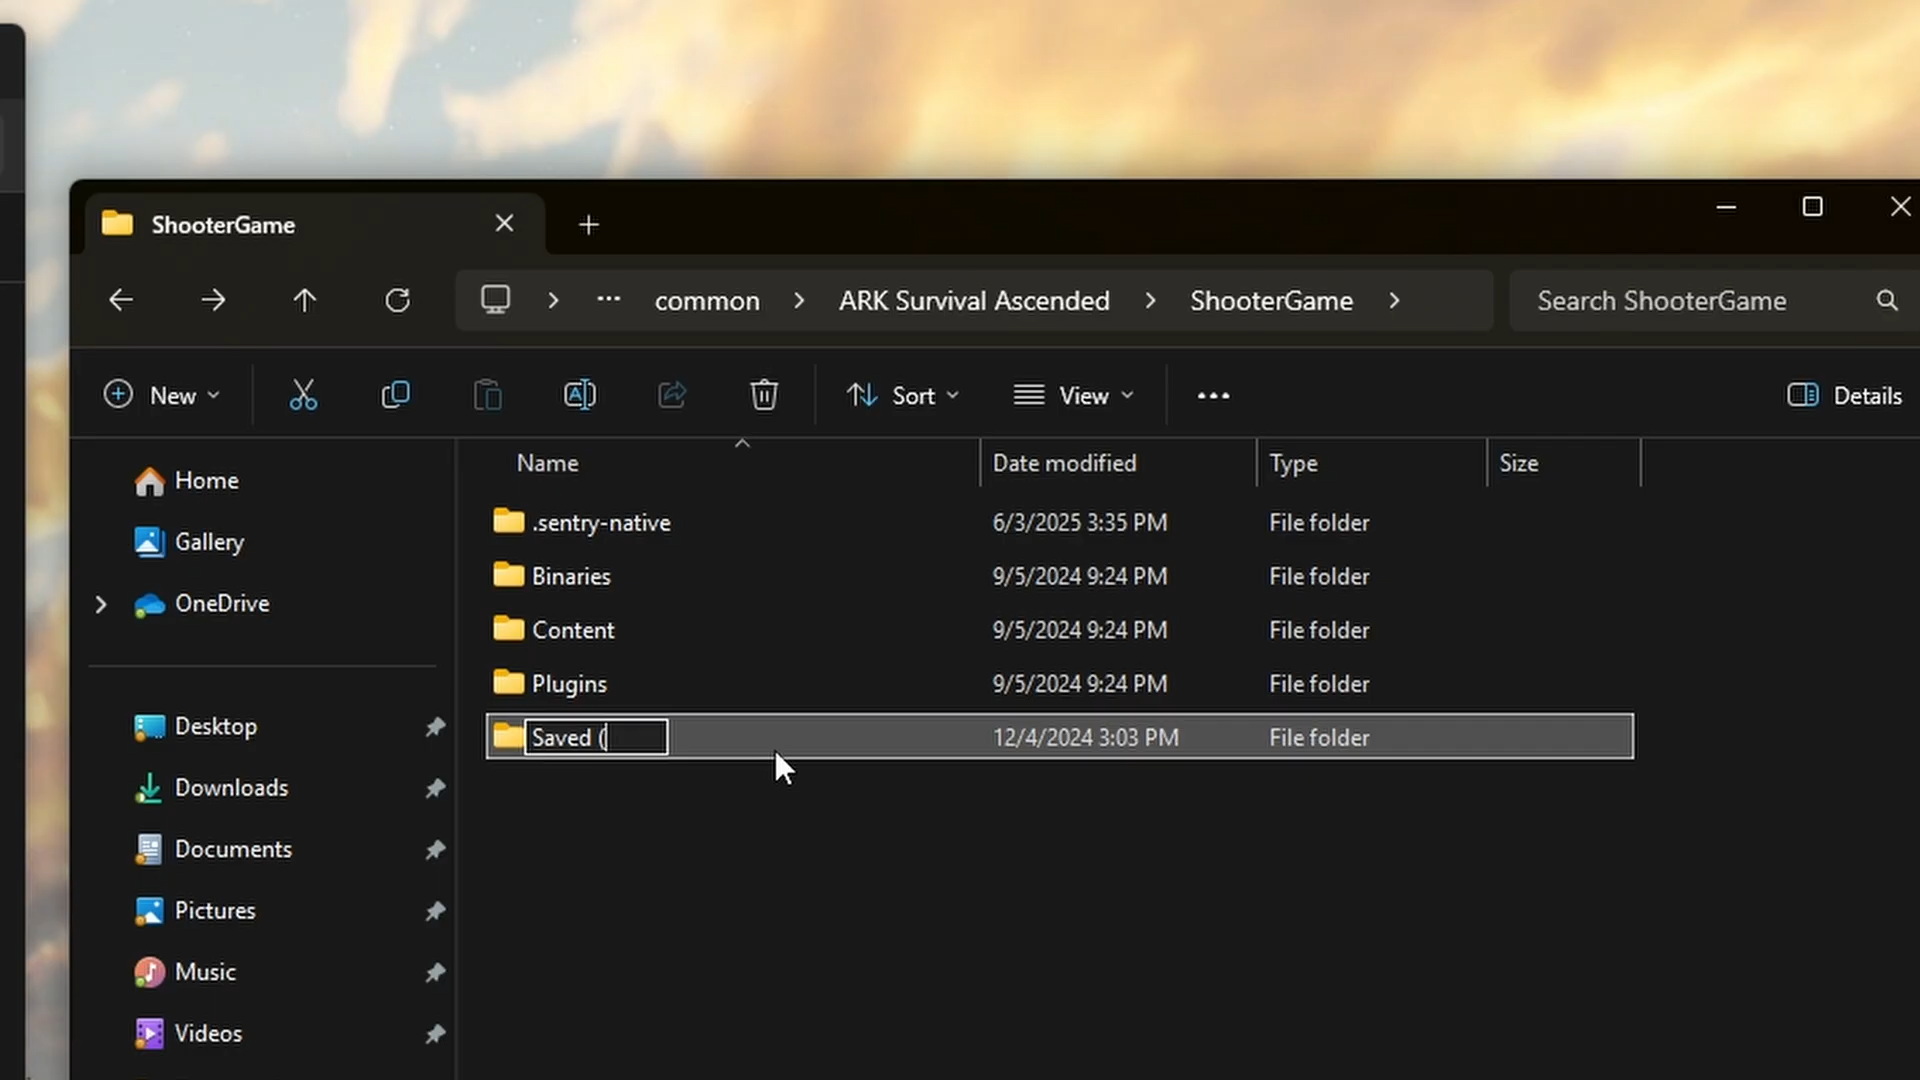 ShooterGame
common > ARK Survival Ascended > ShooterGame >
Search ShooterGame
New
Sort
View
Details
Name Date modified Type Size
.sentry-native 6/3/2025 3:35 PM File folder
Binaries 9/5/2024 9:24 PM File folder
Content 9/5/2024 9:24 PM File folder
Plugins 9/5/2024 9:24 PM File folder
Saved ( 12/4/2024 3:03 PM File folder
Home
Gallery
OneDrive
Desktop
Downloads
Documents
Pictures
Music
Videos